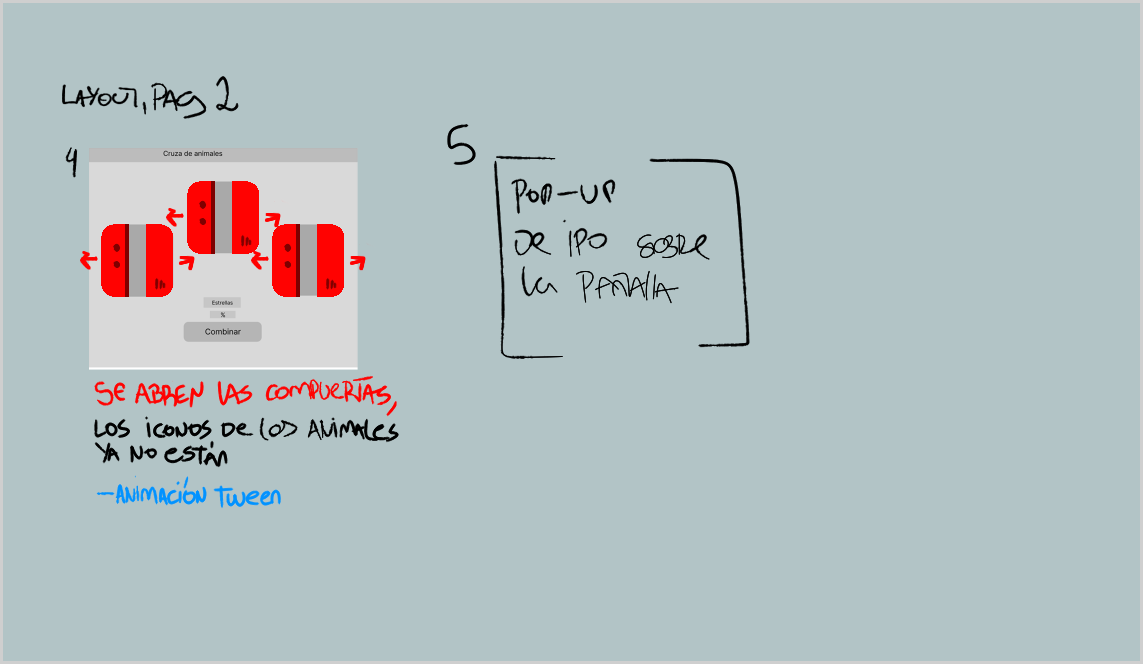 LAYOUT, PAG 2
4
Cruza de animales
Estrellas
%
Combinar
SE ABREN LAS COMPUERTAS,
LOS ICONOS DE LOS ANIMALES
YA NO ESTÁN
-ANIMACIÓN TWEEN
5
POP-UP
DE IPO SOBRE
la PANTALLA